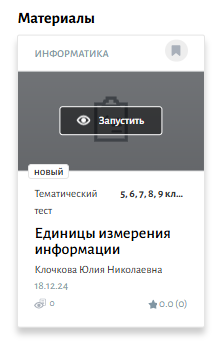 Материалы
ИНФОРМАТИКА
Запустить
новый
Тематический 5, 6, 7, 8, 9 кл...
тест
Единицы измерения
информации
Клочкова Юлия Николаевна
18.12.24
0 0.0 (0)